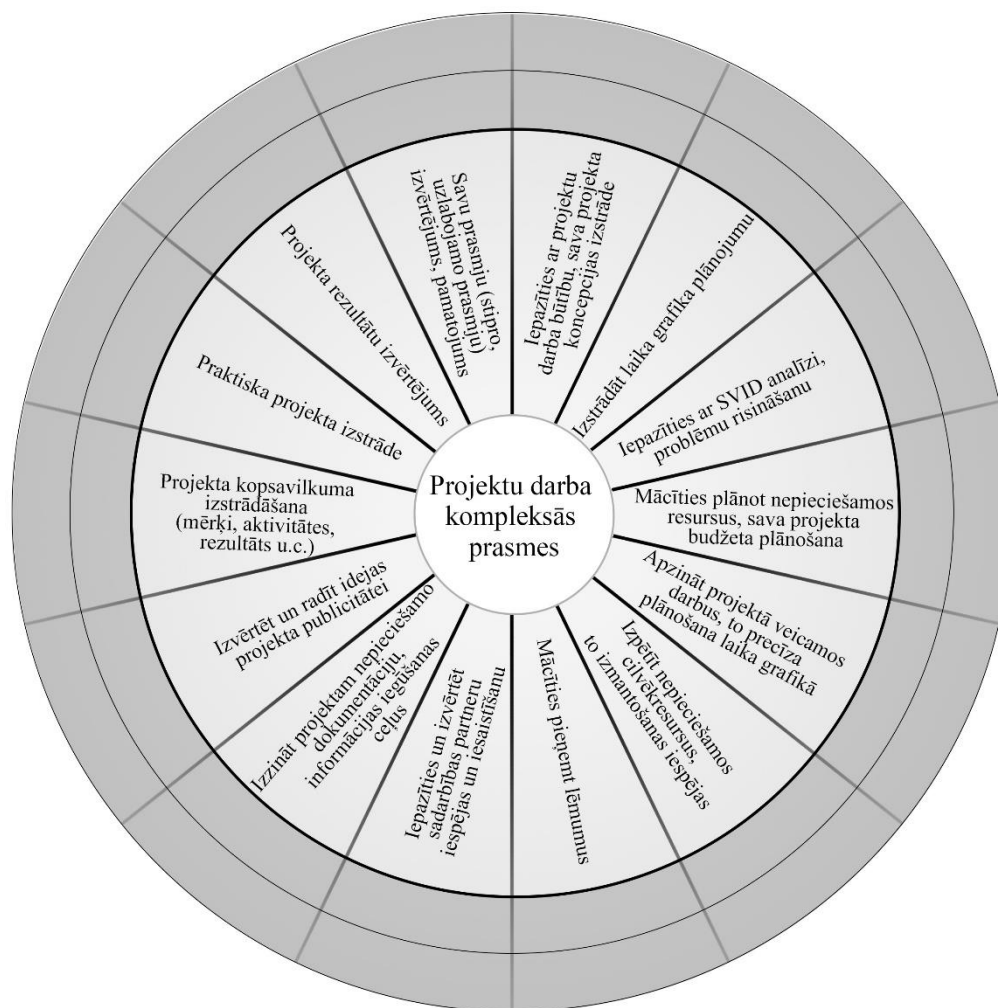 Projektu darba
kompleksās
prasmes
Iepazīties ar projektu
darba būtību, sava projekta
koncepcijas izstrāde
Izstrādāt laika grafika plānojumu
Iepazīties ar SVID analīzi,
problēmu risināšanu
Mācīties plānot nepieciešamos
resursus, sava projekta
budžeta plānošana
Apzināt projektā veicamos
darbus, to precīza
plānošana laika grafikā
Izpētīt nepieciešamos
cilvēkresursus,
to izmantošanas iespējas
Mācīties pieņemt lēmumus
Iepazīties un izvērtēt
sadarbības partneru
iespējas un iesaistīšanu
Izzināt projektam nepieciešamo
dokumentāciju,
informācijas iegūšanas
ceļus
Izvērtēt un radīt idejas
projekta publicitātei
Projekta kopsavilkuma
izstrādāšana
(mērķi, aktivitātes,
rezultāts u.c.)
Praktiska projekta izstrāde
Projekta rezultātu izvērtējums
Savu prasmju (stipro,
uzlabojamo prasmju)
izvērtējums, pamatojums